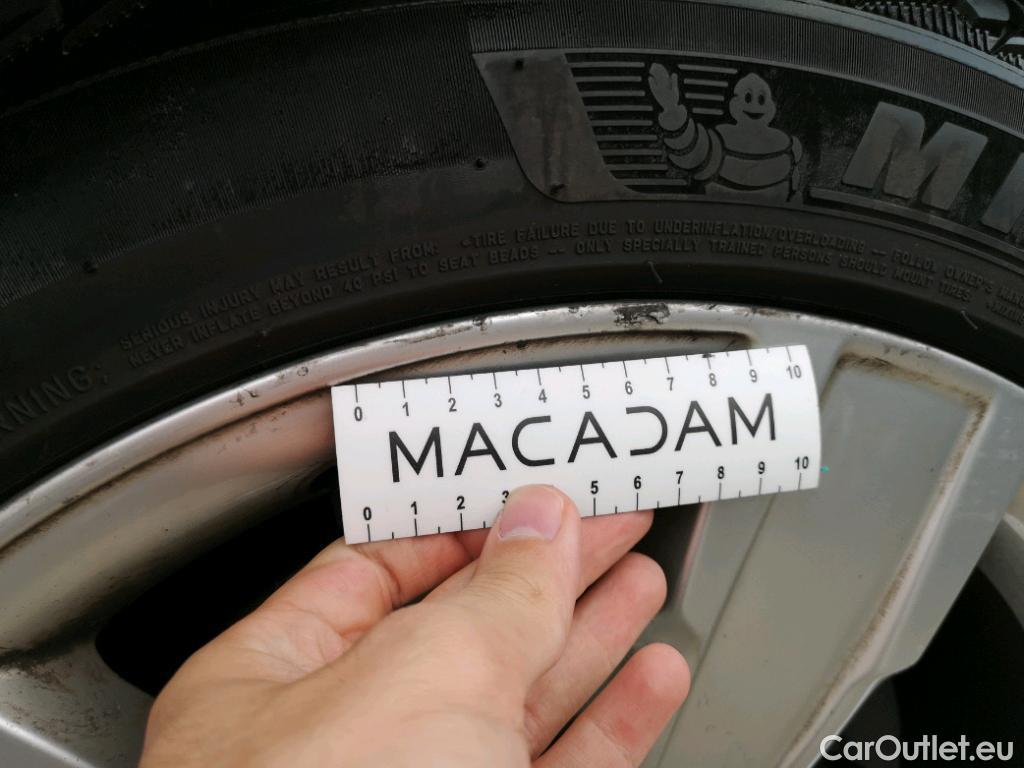 MI
SERIOUS INJURY MAY RESULT FROM: •TIRE FAILURE DUE TO UNDERINFLATION/OVERLOADING -- FOLLOW OWNER'S MANU
NEVER INFLATE BEYOND 40 PSI TO SEAT BEADS -- ONLY SPECIALLY TRAINED PERSONS SHOULD MOUNT TIRES
RNING:
0 1 2 3 4 5 6 7 8 9 10
MACADAM
0 1 2 3 5 6 7 8 9 10
CarOutlet.eu